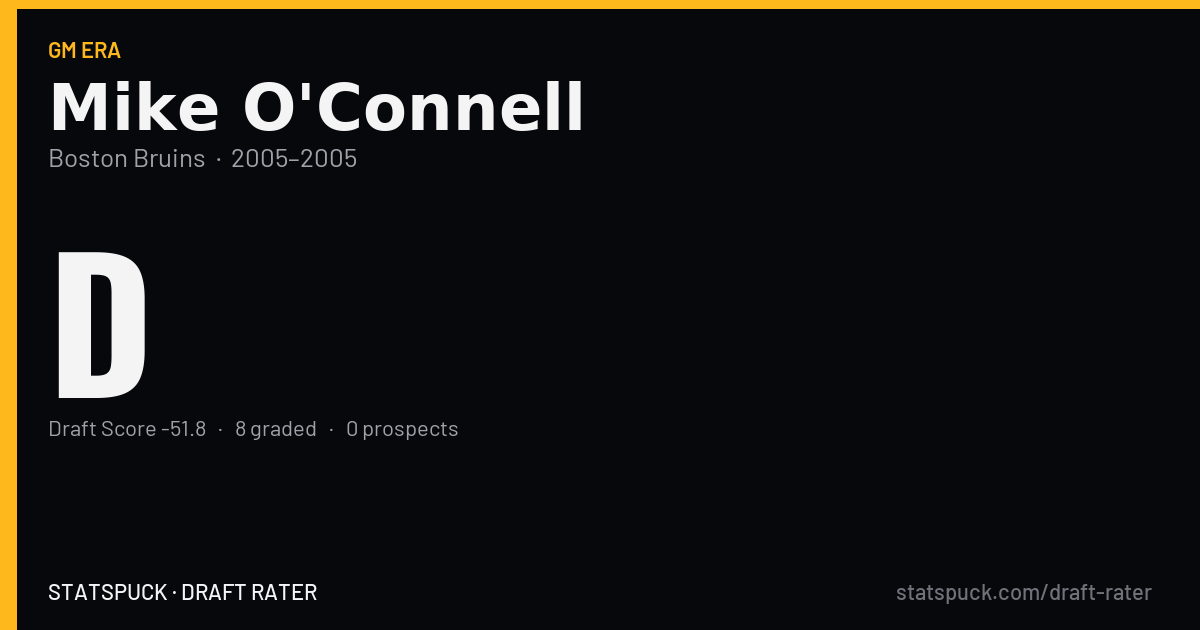 GM ERA
Mike O'Connell
Boston Bruins · 2005–2005
D
Draft Score -51.8 · 8 graded · 0 prospects
STATSPUCK · DRAFT RATER
statspuck.com/draft-rater